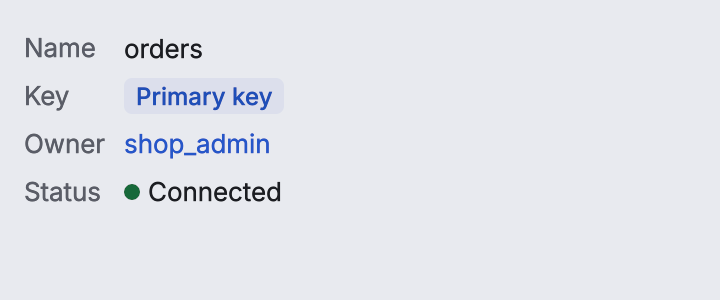 Name orders
Key Primary key
Owner shop_admin
Status Connected